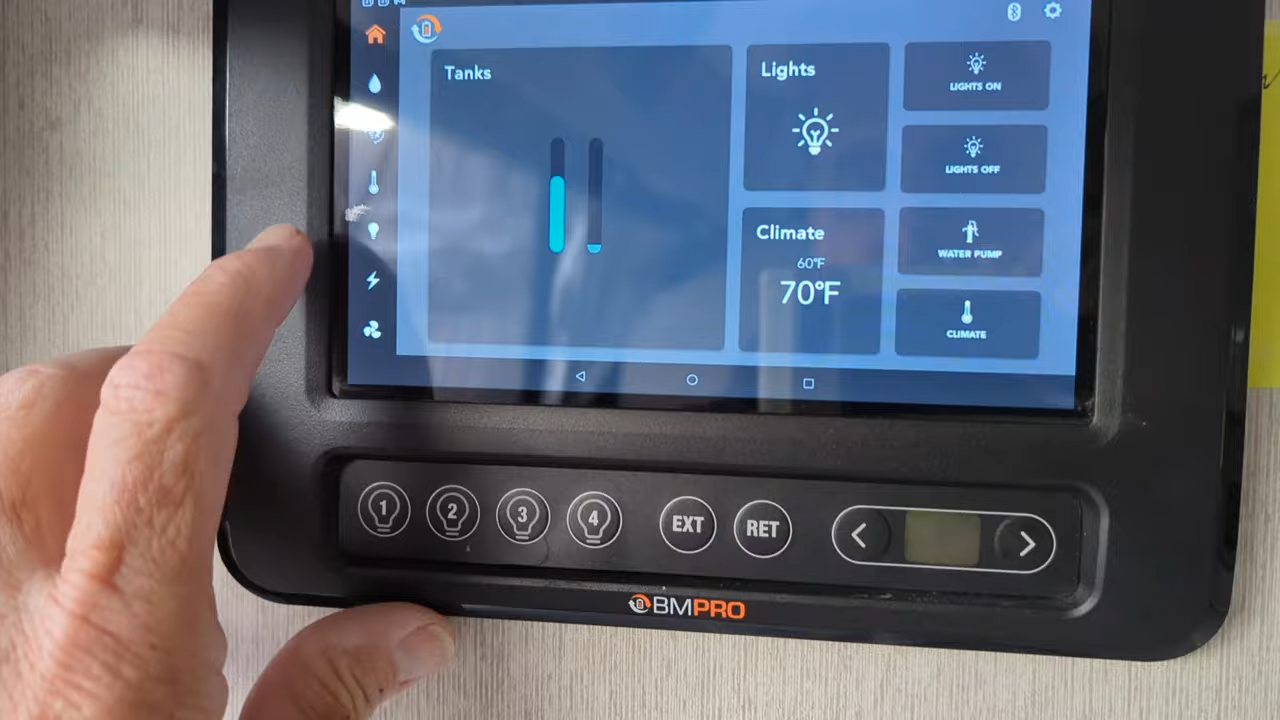 Tanks
Lights
LIGHTS ON
LIGHTS OFF
Climate
60°F
70°F
WATER PUMP
CLIMATE
1
2
3
4
EXT
RET
<
>
BMPRO